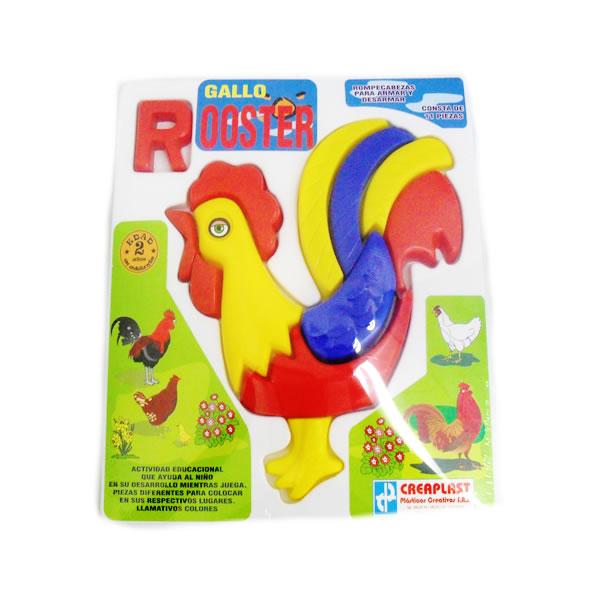 GALLO
ROOSTER
ROMPECABEZAS
PARA ARMAR Y
DESARMAR
CONSTA DE
11 PIEZAS
EDAD
2
años
ACTIVIDAD EDUCACIONAL
QUE AYUDA AL NIÑO
EN SU DESARROLLO MIENTRAS JUEGA.
PIEZAS DIFERENTES PARA COLOCAR
EN SUS RESPECTIVOS LUGARES.
LLAMATIVOS COLORES
CREAPLAST
Plásticos Creativos S.R.L.